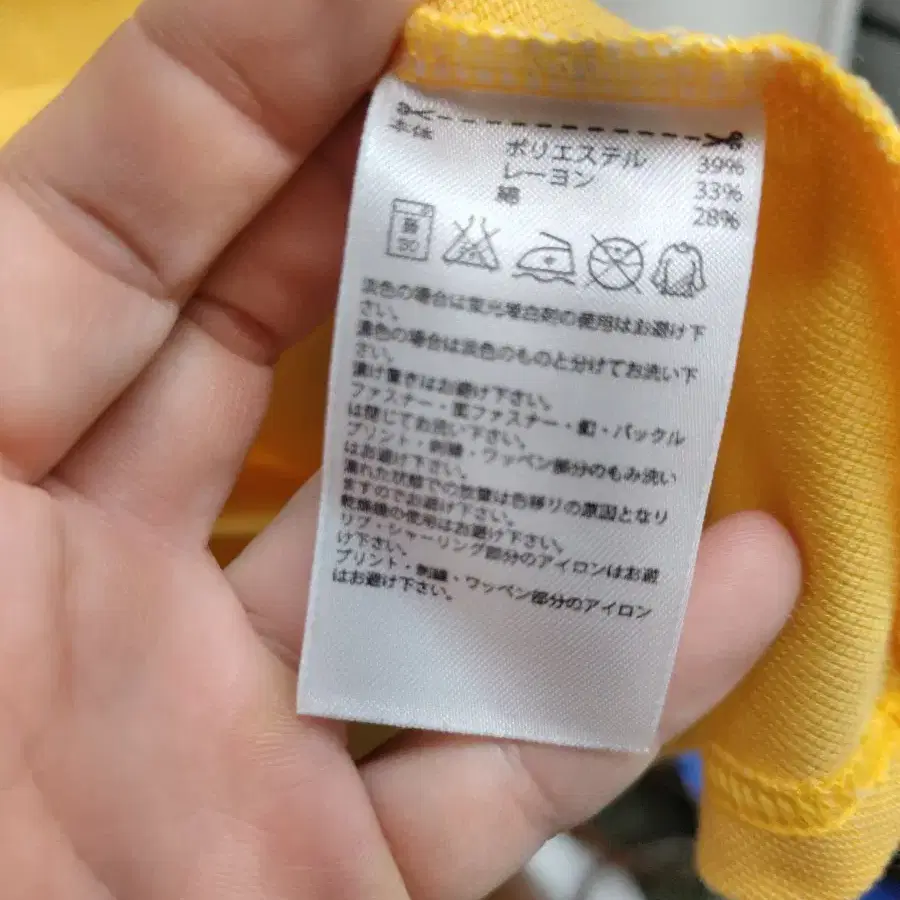 本体
ポリエステル 39%
レーヨン 33%
綿 28%
弱
30
淡色の場合は蛍光増白剤の使用はお避け下
さい。
濃色の場合は淡色のものと分けてお洗い下
さい。
漬け置きはお避け下さい。
ファスナー・面ファスナー・釦・バックル
は閉じてお洗い下さい。
プリント・刺繍・ワッペン部分のもみ洗い
はお避け下さい。
濡れた状態での放置は色移りの原因となり
ますのでお避け下さい。
乾燥機の使用はお避け下さい。
リブ・シャーリング部分のアイロンはお避
け下さい。
プリント・刺繍・ワッペン部分のアイロン
はお避け下さい。